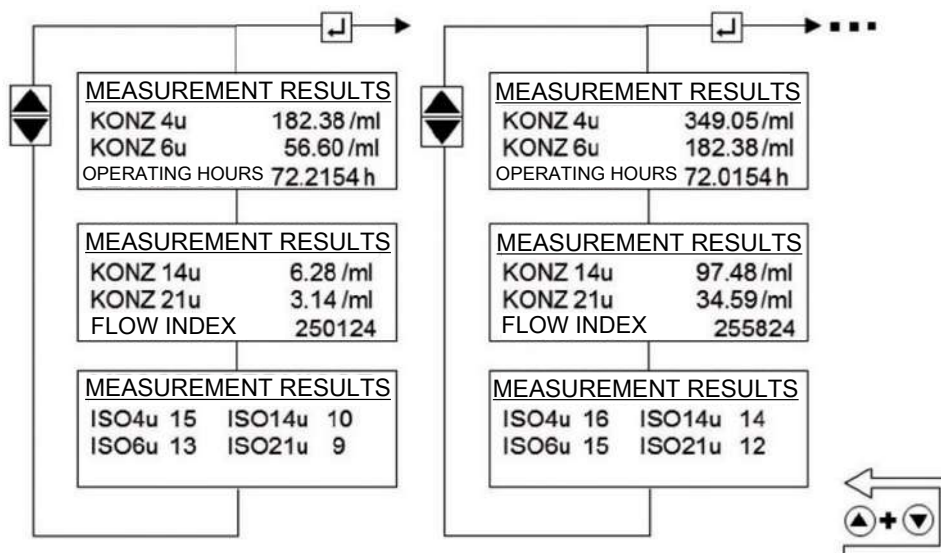 MEASUREMENT RESULTS
KONZ 4u 182.38/ml
KONZ 6u 56.60/ml
OPERATING HOURS 72.2154h
MEASUREMENT RESULTS
KONZ 14u 6.28/ml
KONZ 21u 3.14/ml
FLOW INDEX 250124
MEASUREMENT RESULTS
ISO4u 15 ISO14u 10
ISO6u 13 ISO21u 9
MEASUREMENT RESULTS
KONZ 4u 349.05/ml
KONZ 6u 182.38/ml
OPERATING HOURS 72.0154h
MEASUREMENT RESULTS
KONZ 14u 97.48/ml
KONZ 21u 34.59/ml
FLOW INDEX 255824
MEASUREMENT RESULTS
ISO4u 16 ISO14u 14
ISO6u 15 ISO21u 12